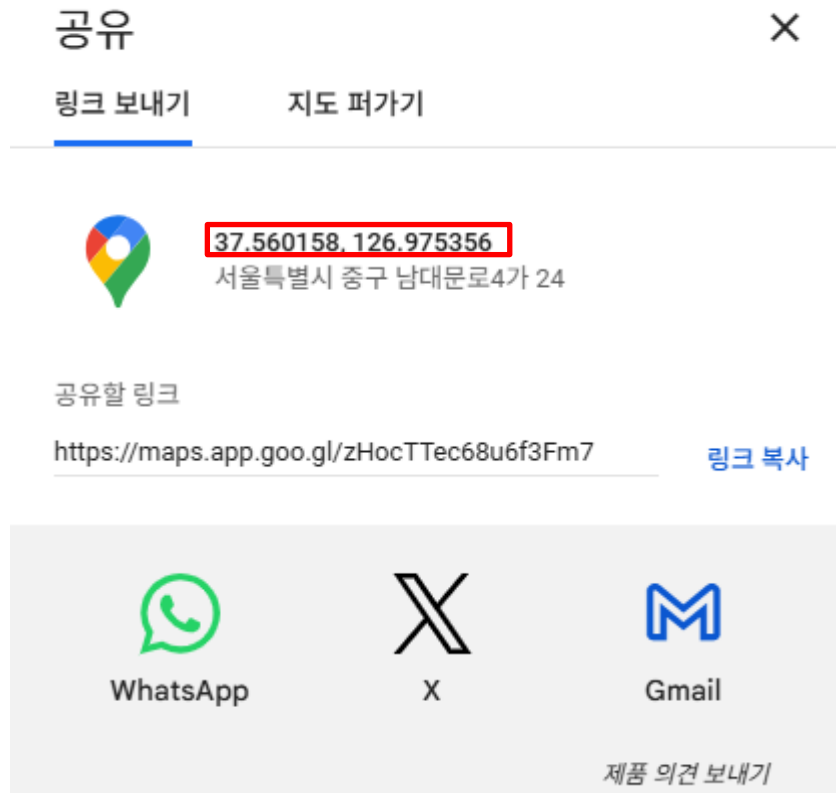 공유
링크 보내기 지도 퍼가기
37.560158, 126.975356
서울특별시 중구 남대문로4가 24
공유할 링크
https://maps.app.goo.gl/zHocTTec68u6f3Fm7 링크 복사
WhatsApp X Gmail
제품 의견 보내기